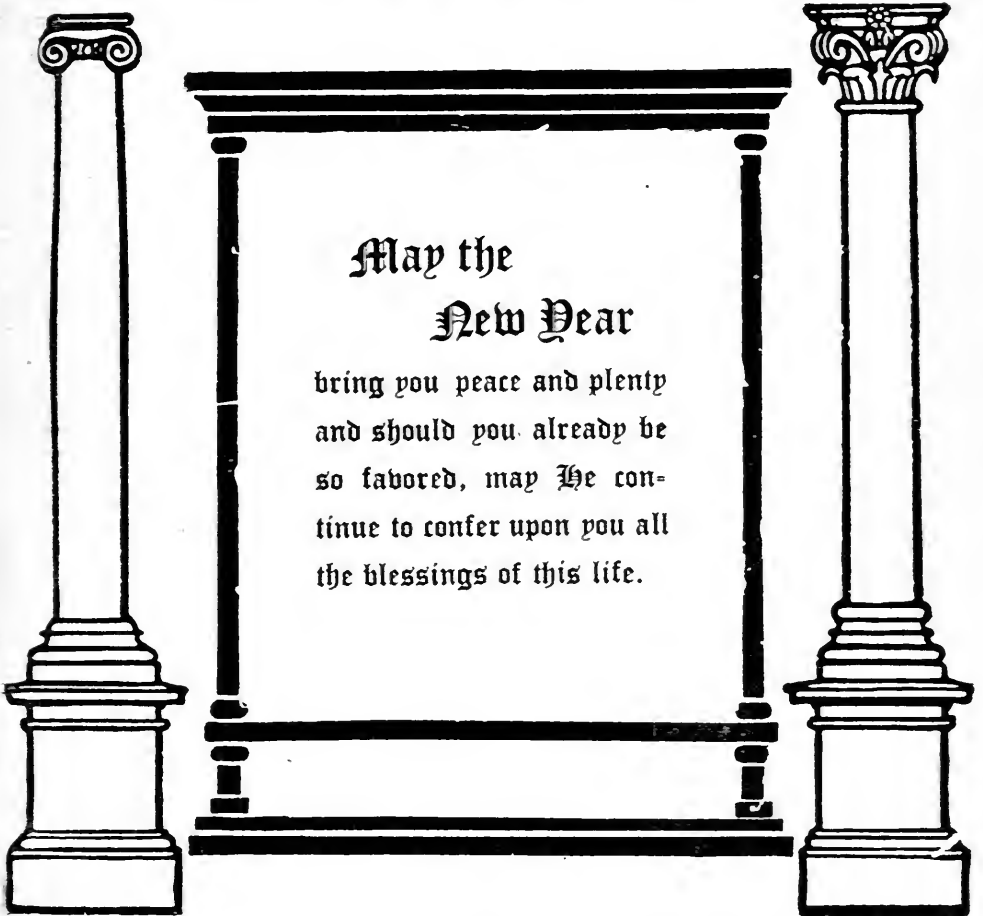 May the
New Year
bring you peace and plenty
and should you already be
so favored, may He con=
tinue to confer upon you all
the blessings of this life.